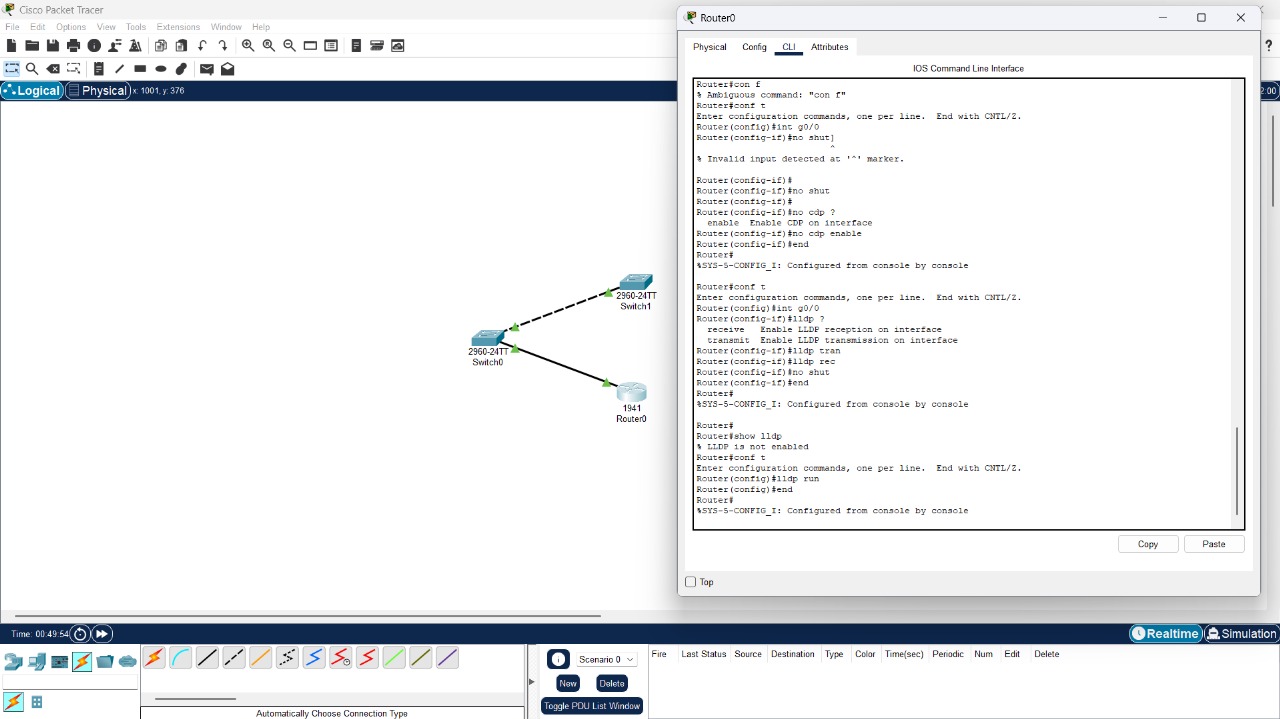 Cisco Packet Tracer
File Edit Options View Tools Extensions Window Help
Logical Physical x: 1001, y: 376
2960-24TT
Switch1
2960-24TT
Switch0
1941
Router0
Router0
Physical Config CLI Attributes
IOS Command Line Interface
Router#con f
% Ambiguous command: "con f"
Router#conf t
Enter configuration commands, one per line. End with CNTL/Z.
Router(config)#int g0/0
Router(config-if)#no shut]
^
% Invalid input detected at '^' marker.
Router(config-if)#
Router(config-if)#no shut
Router(config-if)#
Router(config-if)#no cdp ?
enable Enable CDP on interface
Router(config-if)#no cdp enable
Router(config-if)#end
Router#
%SYS-5-CONFIG_I: Configured from console by console
Router#conf t
Enter configuration commands, one per line. End with CNTL/Z.
Router(config)#int g0/0
Router(config-if)#lldp ?
receive Enable LLDP reception on interface
transmit Enable LLDP transmission on interface
Router(config-if)#lldp tran
Router(config-if)#lldp rec
Router(config-if)#no shut
Router(config-if)#end
Router#
%SYS-5-CONFIG_I: Configured from console by console
Router#
Router#show lldp
% LLDP is not enabled
Router#conf t
Enter configuration commands, one per line. End with CNTL/Z.
Router(config)#lldp run
Router(config)#end
Router#
%SYS-5-CONFIG_I: Configured from console by console
Copy Paste
Top
?
2:00
Time: 00:49:54
Realtime Simulation
Automatically Choose Connection Type
Scenario 0
New Delete
Toggle PDU List Window
Fire Last Status Source Destination Type Color Time(sec) Periodic Num Edit Delete